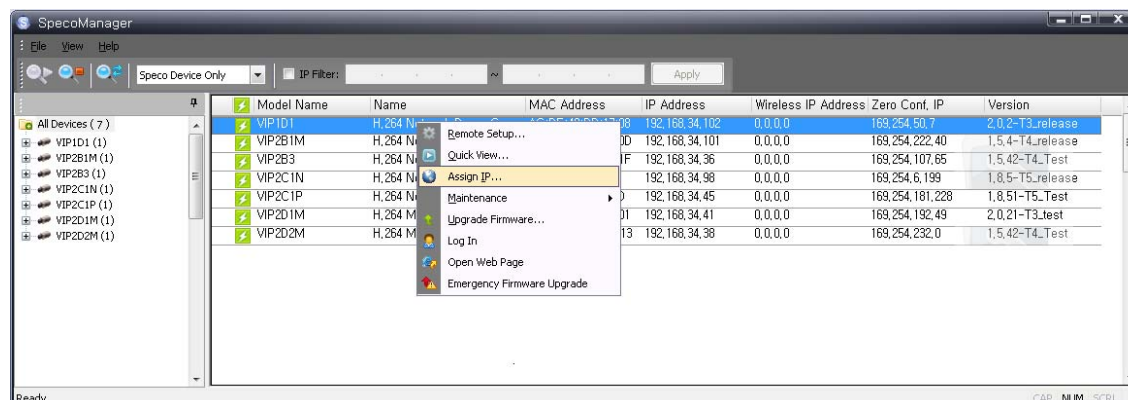 SpecoManager
File View Help
Speco Device Only IP Filter: ~ Apply
Model Name Name MAC Address IP Address Wireless IP Address Zero Conf, IP Version
All Devices ( 7 )
VIP1D1 (1)
VIP2B1M (1)
VIP2B3 (1)
VIP2C1N (1)
VIP2C1P (1)
VIP2D1M (1)
VIP2D2M (1)
VIP1D1 H,264 08 192,168,34,102 169,254,50,7 2,0,2-T3_release
VIP2B1M H,264 192,168,34,101 0,0,0,0 169,254,222,40 1,5,4-T4_release
VIP2B3 H,264 192,168,34,36 0,0,0,0 169,254,107,65 1,5,42-T4_Test
VIP2C1N H,264 192,168,34,98 0,0,0,0 169,254,6,199 1,8,5-T5_release
VIP2C1P H,264 192,168,34,45 0,0,0,0 169,254,181,228 1,8,51-T5_Test
VIP2D1M H,264 M 01 192,168,34,41 0,0,0,0 169,254,192,49 2,0,21-T3_test
VIP2D2M H,264 M 13 192,168,34,38 0,0,0,0 169,254,232,0 1,5,42-T4_Test
Remote Setup...
Quick View...
Assign IP...
Maintenance
Upgrade Firmware...
Log In
Open Web Page
Emergency Firmware Upgrade
Ready CAP NUM SCRL